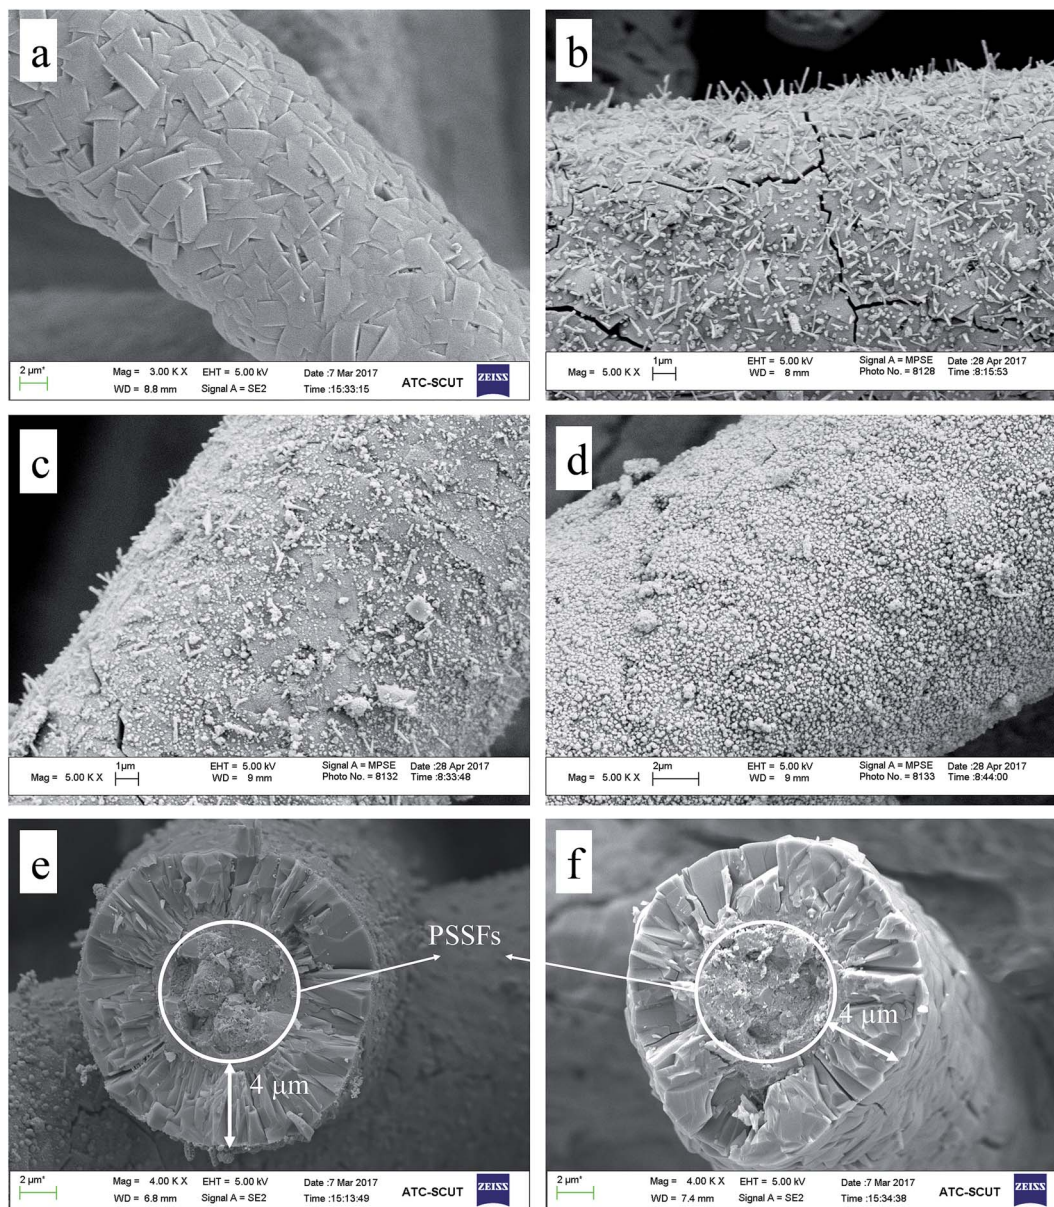 a
2 µm*
Mag = 3.00 K X
EHT = 5.00 kV
Date :7 Mar 2017
WD = 8.8 mm
Signal A = SE2
Time :15:33:15
ATC-SCUT
ZEISS
b
Mag = 5.00 K X
1µm
EHT = 5.00 kV
WD = 8 mm
Signal A = MPSE
Photo No. = 8128
Date :28 Apr 2017
Time :8:15:53
c
Mag = 5.00 K X
1µm
EHT = 5.00 kV
WD = 9 mm
Signal A = MPSE
Photo No. = 8132
Date :28 Apr 2017
Time :8:33:48
d
Mag = 5.00 K X
2µm
EHT = 5.00 kV
WD = 9 mm
Signal A = MPSE
Photo No. = 8133
Date :28 Apr 2017
Time :8:44:00
e
PSSFs
4 µm
2 µm*
Mag = 4.00 K X
EHT = 5.00 kV
Date :7 Mar 2017
WD = 6.8 mm
Signal A = SE2
Time :15:13:49
ATC-SCUT
ZEISS
f
4 µm
2 µm*
Mag = 4.00 K X
EHT = 5.00 kV
Date :7 Mar 2017
WD = 7.4 mm
Signal A = SE2
Time :15:34:38
ATC-SCUT
ZEISS